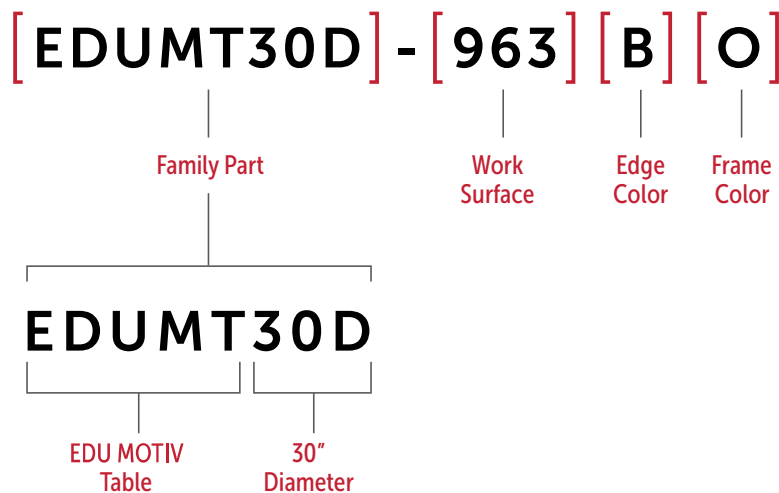 [EDUMT30D] - [963] [B] [O]
Family Part
Work
Surface
Edge
Color
Frame
Color
EDUMT30D
EDU MOTIV
Table
30”
Diameter